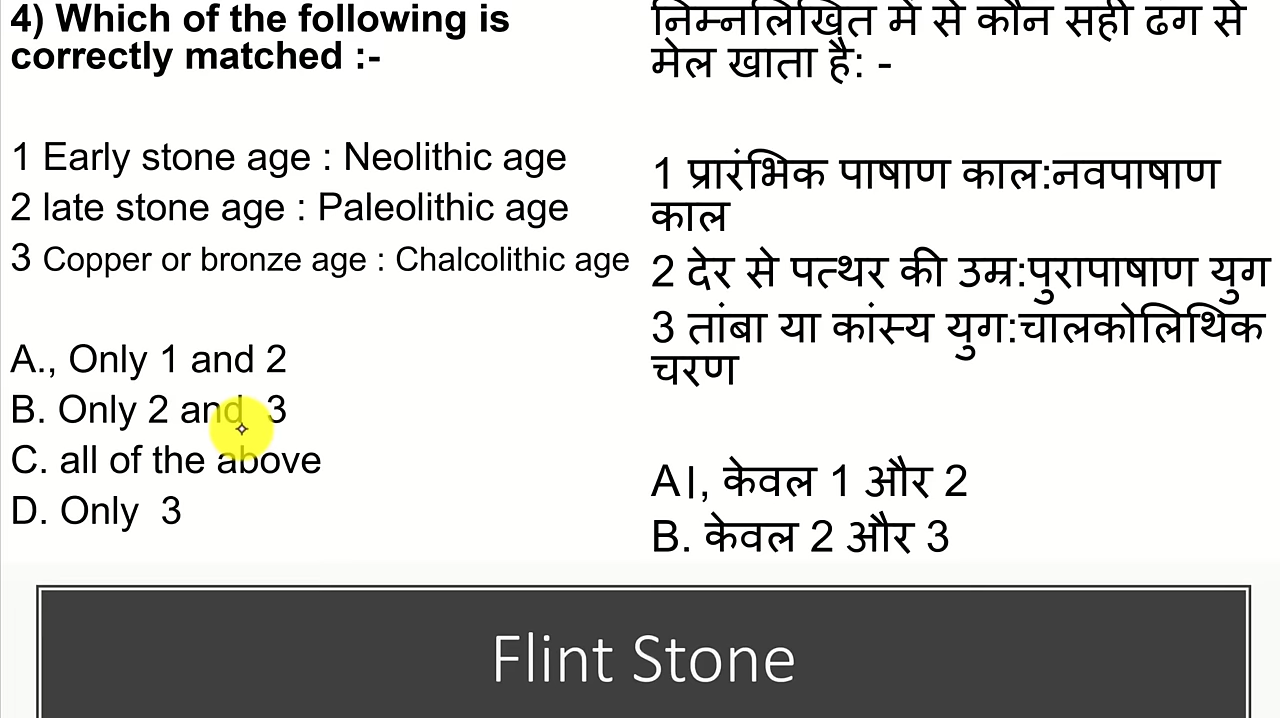 4) Which of the following is
correctly matched :-
1 Early stone age : Neolithic age
2 late stone age : Paleolithic age
3 Copper or bronze age : Chalcolithic age
A., Only 1 and 2
B. Only 2 and 3
C. all of the above
D. Only 3
निम्नलिखित में से कौन सही ढंग से
मेल खाता है: -
1 प्रारंभिक पाषाण काल:नवपाषाण
काल
2 देर से पत्थर की उम्र:पुरापाषाण युग
3 तांबा या कांस्य युग:चालकोलिथिक
चरण
A।, केवल 1 और 2
B. केवल 2 और 3
Flint Stone